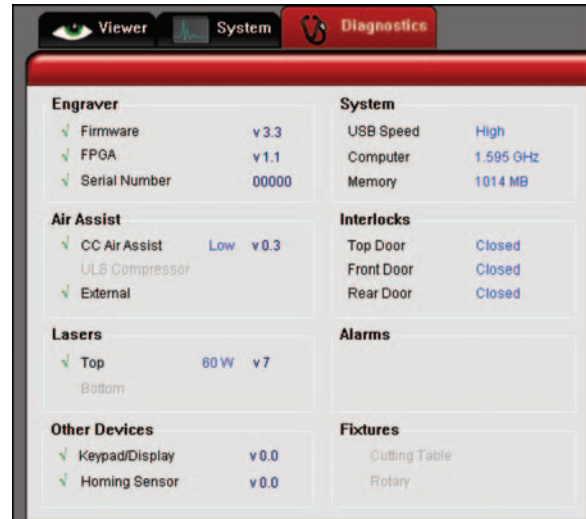 Viewer System Diagnostics
Engraver
Firmware v 3.3
FPGA v 1.1
Serial Number 00000
Air Assist
CC Air Assist Low v 0.3
ULS Compressor
External
Lasers
Top 60 W v 7
Bottom
Other Devices
Keypad/Display v 0.0
Homing Sensor v 0.0
System
USB Speed High
Computer 1.595 GHz
Memory 1014 MB
Interlocks
Top Door Closed
Front Door Closed
Rear Door Closed
Alarms
Fixtures
Cutting Table
Rotary